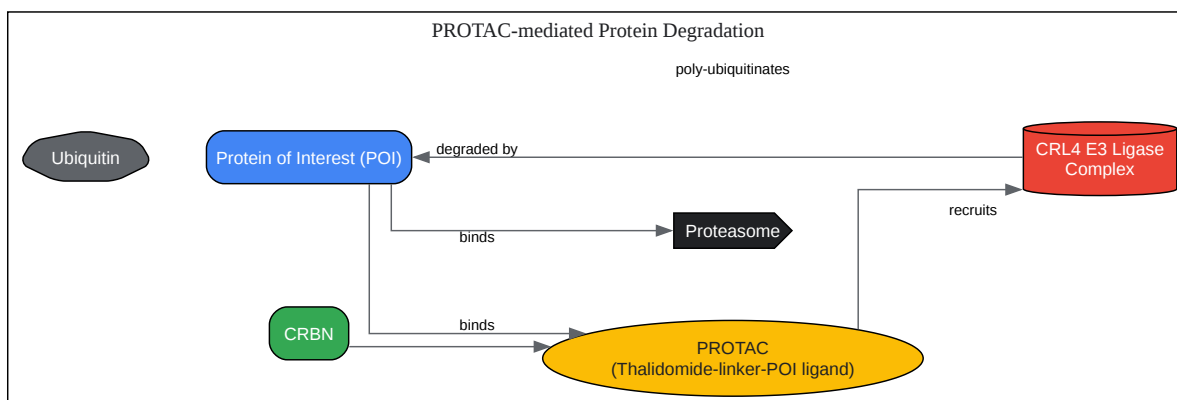 PROTAC-mediated Protein Degradation
poly-ubiquitinates
Ubiquitin
Protein of Interest (POI)
degraded by
CRL4 E3 Ligase
Complex
recruits
binds
Proteasome
CRBN
binds
PROTAC
(Thalidomide-linker-POI ligand)